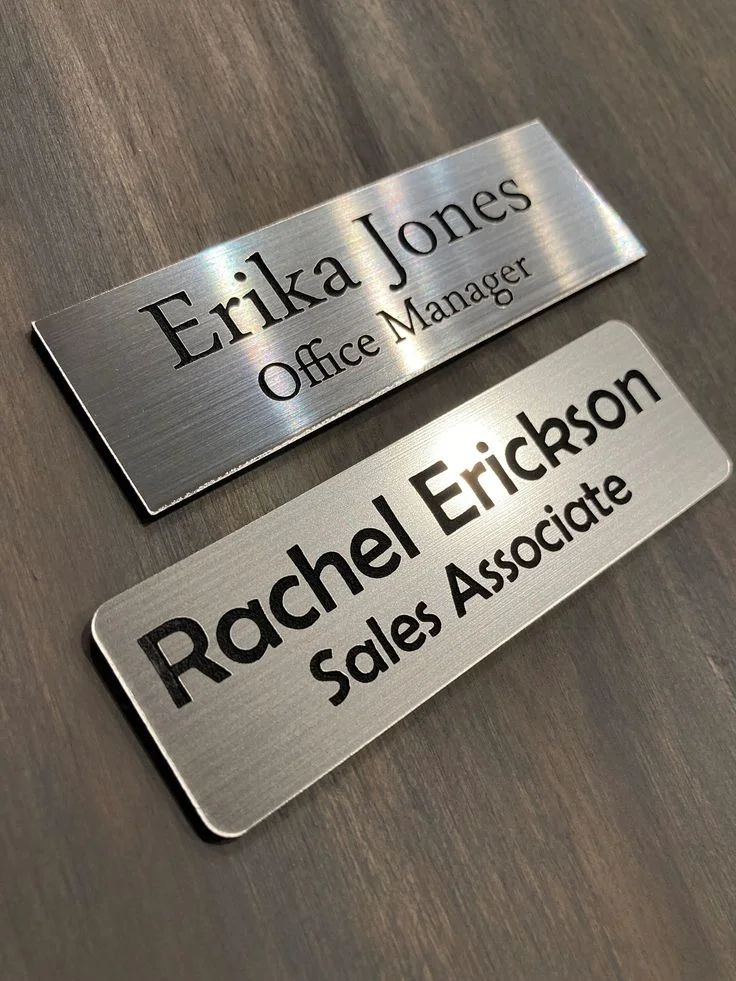 Erika Jones
Office Manager
Rachel Erickson
Sales Associate